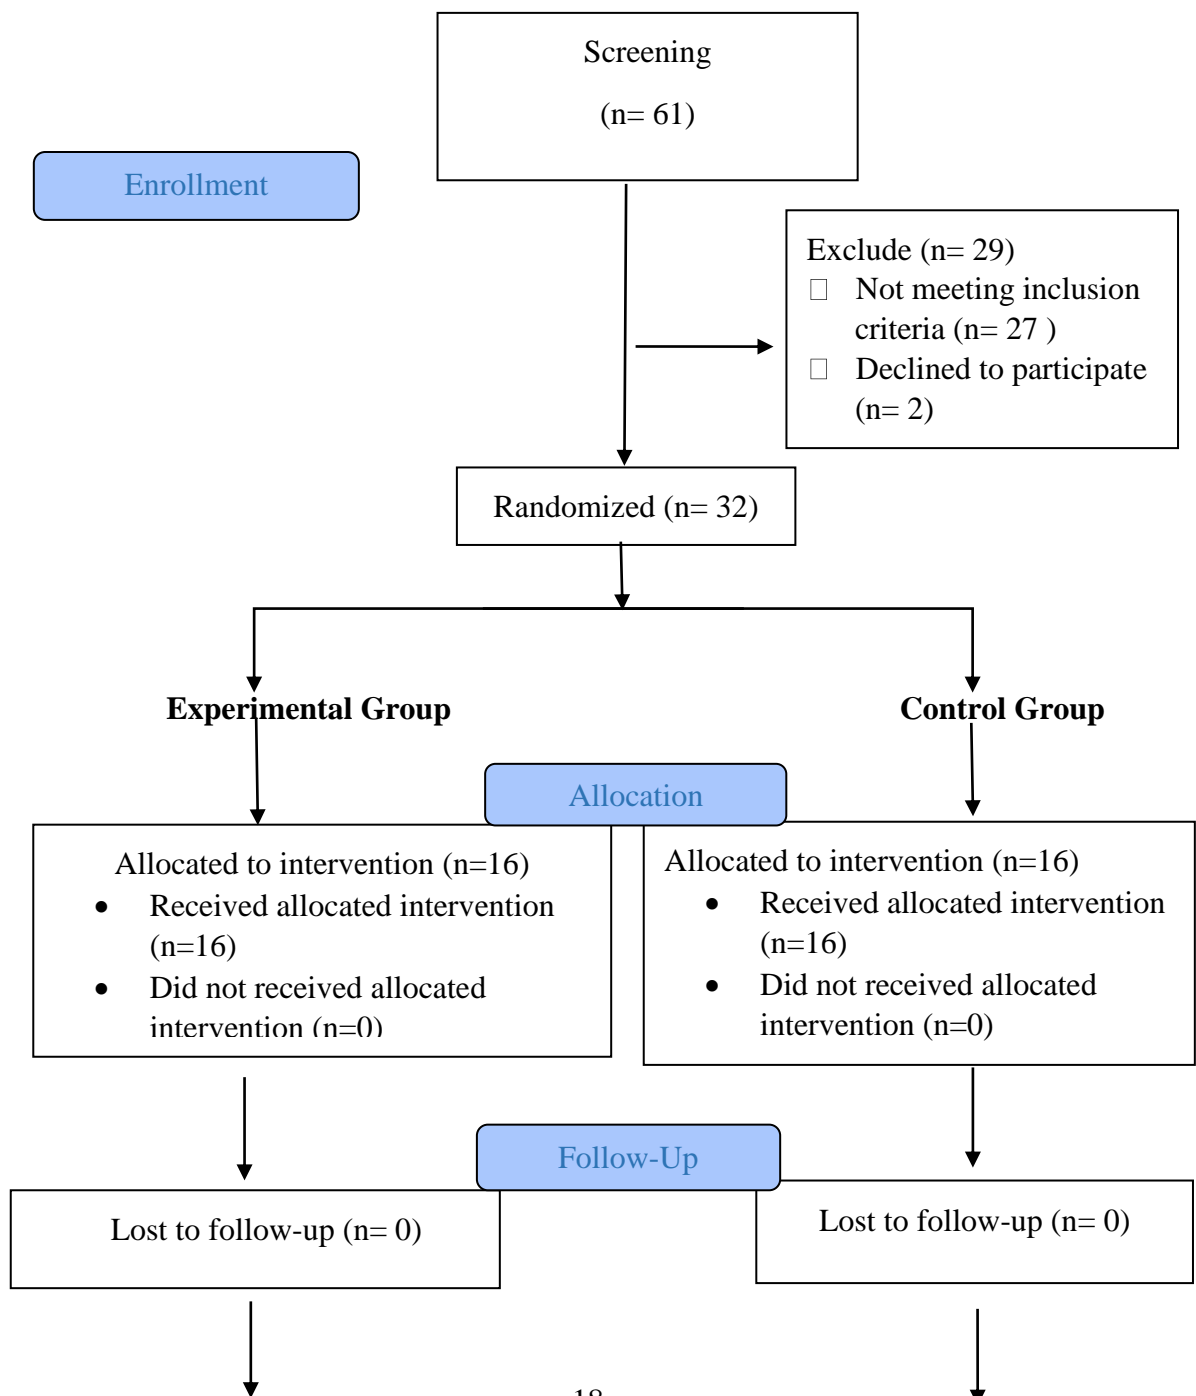 Screening
(n= 61)
Enrollment
Exclude (n= 29)
Not meeting inclusion
criteria (n= 27 )
Declined to participate
(n= 2)
Randomized (n= 32)
Experimental Group
Control Group
Allocation
Allocated to intervention (n=16)
• Received allocated intervention
(n=16)
• Did not received allocated
intervention (n=0)
Allocated to intervention (n=16)
• Received allocated intervention
(n=16)
• Did not received allocated
intervention (n=0)
Follow-Up
Lost to follow-up (n= 0)
Lost to follow-up (n= 0)
18